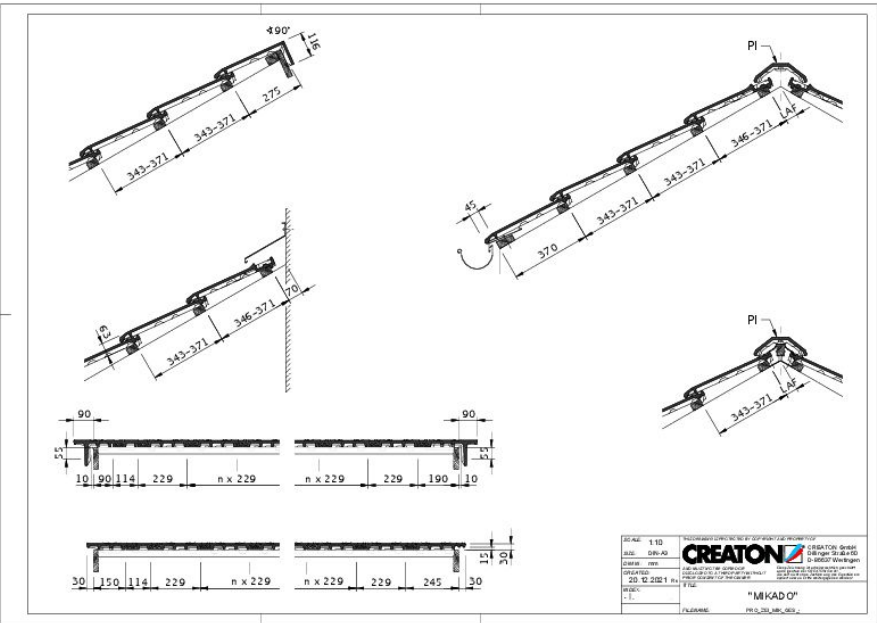 ∢90°
116
275
343-371
343-371
PI
LAF
346-371
343-371
343-371
370
45
70
346-371
343-371
63
PI
LAF
343-371
90
90
55
55
10 90 114 229 n x 229 n x 229 229 190 10
15
30
30 150 114 229 n x 229 n x 229 229 245 30
SCALE: 1:10
SIZE: DIN-A3
mm
CREATED:
20.12.2021
INDEX:
- |.
CREATON
CREATON GmbH
Dillinger Straße 60
D-86637 Wertingen
TITLE:
"MIKADO"
FILENAME: